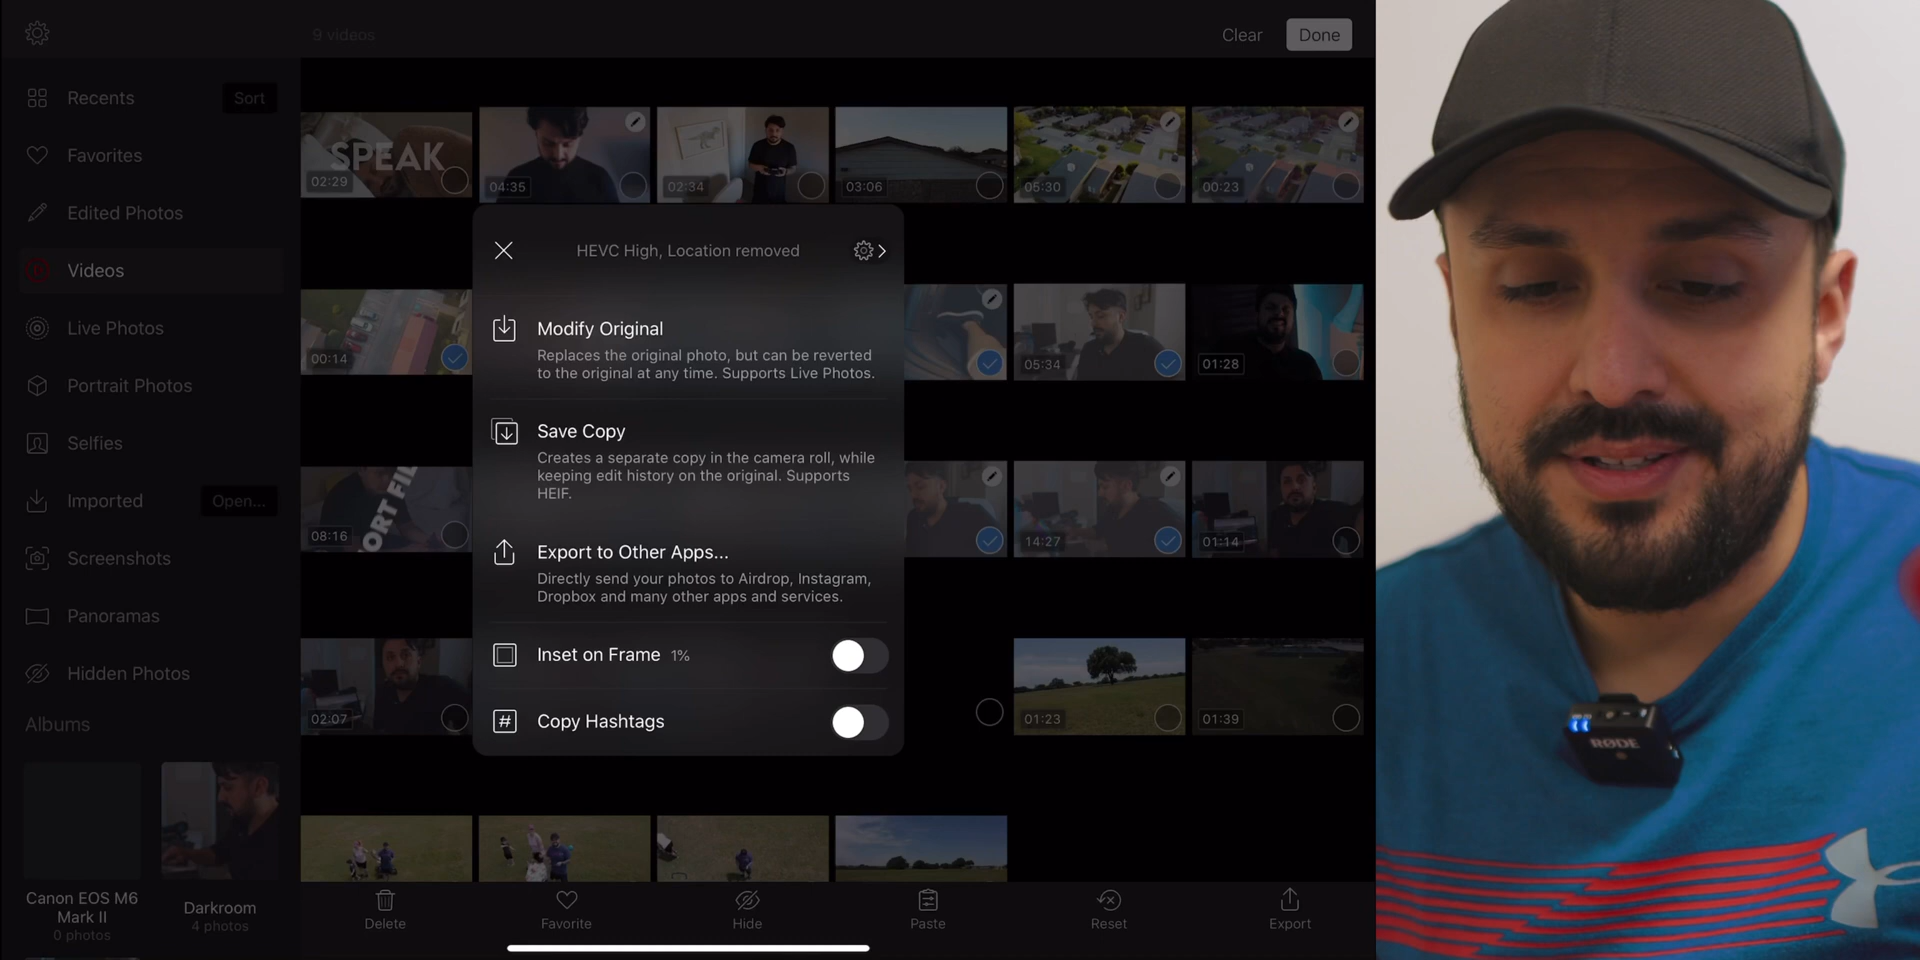 9 videos
Clear
Done
Recents
Sort
Favorites
Edited Photos
Videos
Live Photos
Portrait Photos
Selfies
Imported
Open...
Screenshots
Panoramas
Hidden Photos
Albums
Canon EOS M6
Mark II
0 photos
Darkroom
4 photos
SPEAK
02:29
04:35
02:34
03:06
05:30
00:23
00:14
05:34
01:28
ORT FIL
08:16
14:27
01:14
02:07
01:23
01:39
HEVC High, Location removed
Modify Original
Replaces the original photo, but can be reverted
to the original at any time. Supports Live Photos.
Save Copy
Creates a separate copy in the camera roll, while
keeping edit history on the original. Supports
HEIF.
Export to Other Apps...
Directly send your photos to Airdrop, Instagram,
Dropbox and many other apps and services.
Inset on Frame 1%
# Copy Hashtags
Delete
Favorite
Hide
Paste
Reset
Export
RØDE